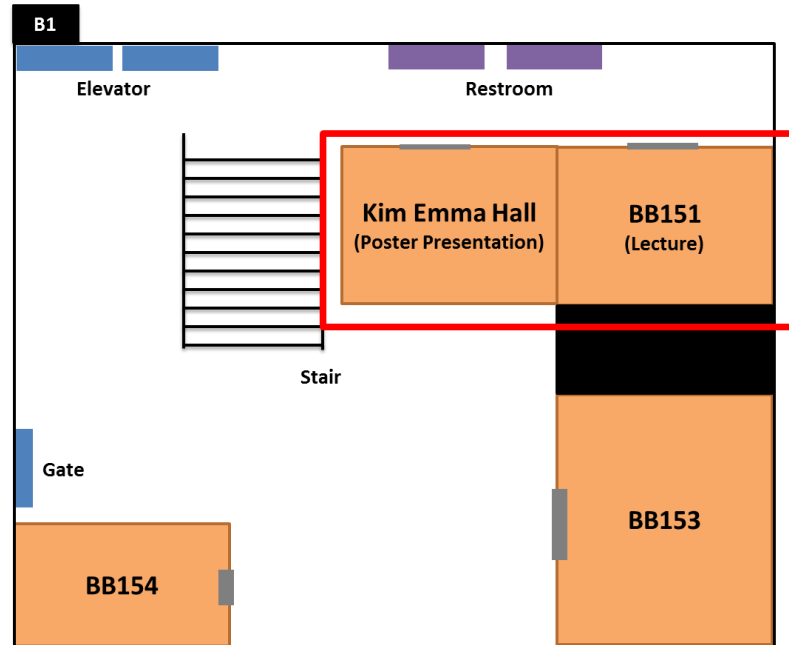 B1
Elevator
Restroom
Kim Emma Hall
(Poster Presentation)
BB151
(Lecture)
Stair
Gate
BB153
BB154